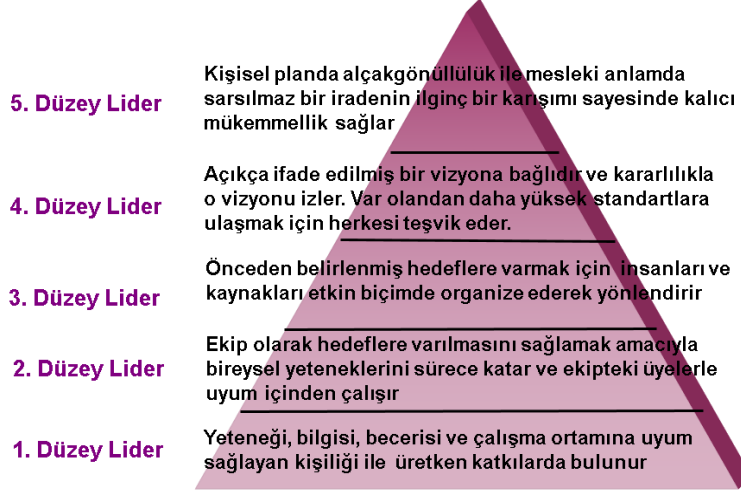 Kişisel planda alçakgönüllülük ile mesleki anlamda
5. Düzey Lider
sarsılmaz bir iradenin ilginç bir karışımı sayesinde kalıcı
mükemmellik sağlar
Açıkça ifade edilmiş bir vizyona bağlıdır ve kararlılıkla
4. Düzey Lider
o vizyonu izler. Var olandan daha yüksek standartlara
ulaşmak için herkesi teşvik eder.
Önceden belirlenmiş hedeflere varmak için insanları ve
3. Düzey Lider
kaynakları etkin biçimde organize ederek yönlendirir
Ekip olarak hedeflere varılmasını sağlamak amacıyla
2. Düzey Lider
bireysel yeteneklerini sürece katar ve ekipteki üyelerle
uyum içinden çalışır
Yeteneği, bilgisi, becerisi ve çalışma ortamına uyum
1. Düzey Lider
sağlayan kişiliği ile üretken katkılarda bulunur